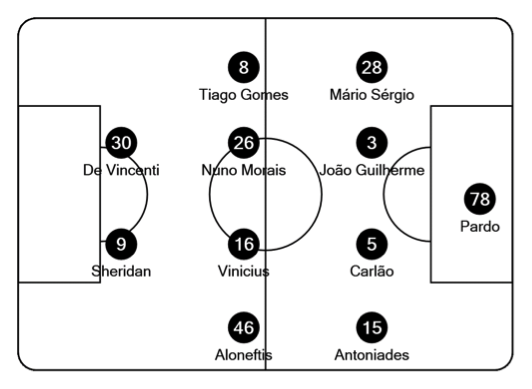 8
Tiago Gomes
28
Mário Sérgio
30
De Vincenti
26
Nuno Morais
3
João Guilherme
78
Pardo
9
Sheridan
16
Vinicius
5
Carlão
46
Aloneftis
15
Antoniades